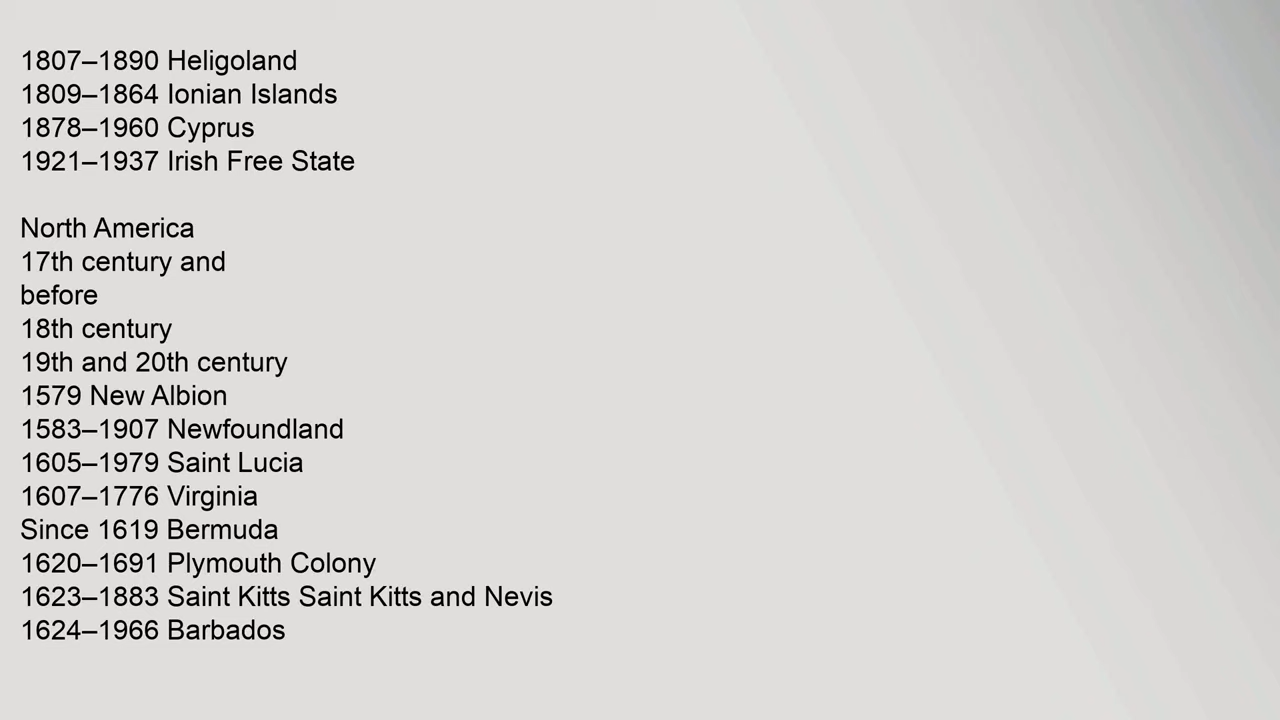 1807–1890 Heligoland
1809–1864 Ionian Islands
1878–1960 Cyprus
1921–1937 Irish Free State
North America
17th century and
before
18th century
19th and 20th century
1579 New Albion
1583–1907 Newfoundland
1605–1979 Saint Lucia
1607–1776 Virginia
Since 1619 Bermuda
1620–1691 Plymouth Colony
1623–1883 Saint Kitts Saint Kitts and Nevis
1624–1966 Barbados